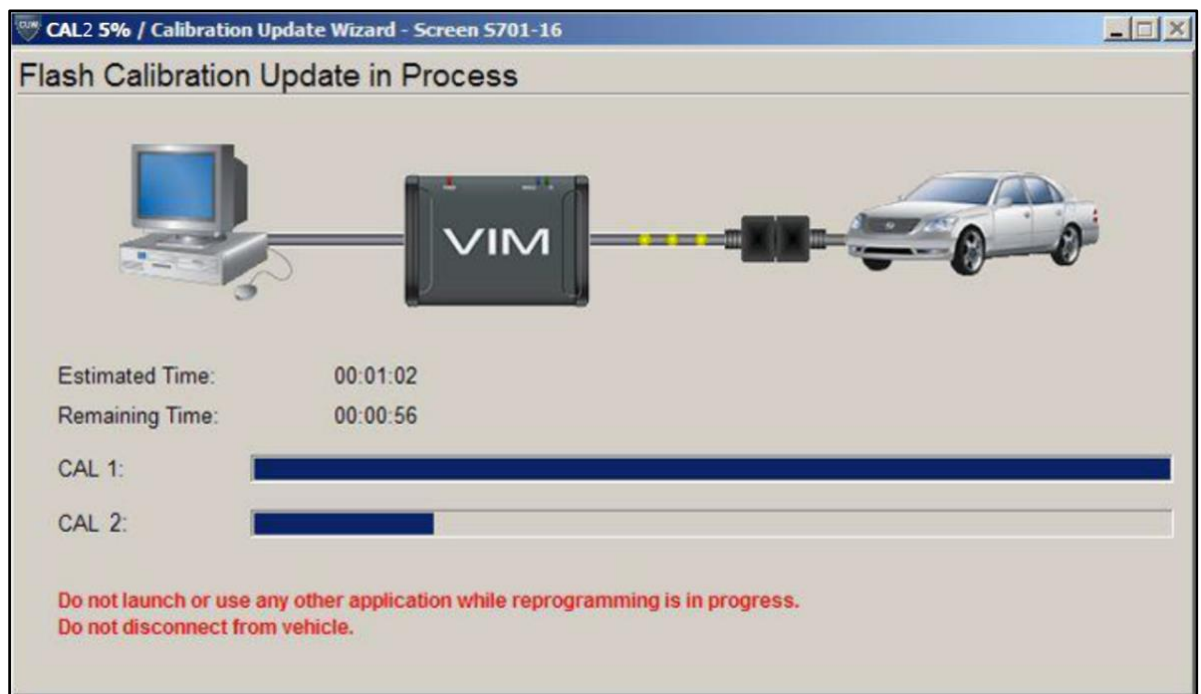 CUW CAL2 5% / Calibration Update Wizard - Screen S701-16
Flash Calibration Update in Process
VIM
Estimated Time: 00:01:02
Remaining Time: 00:00:56
CAL 1:
CAL 2:
Do not launch or use any other application while reprogramming is in progress.
Do not disconnect from vehicle.